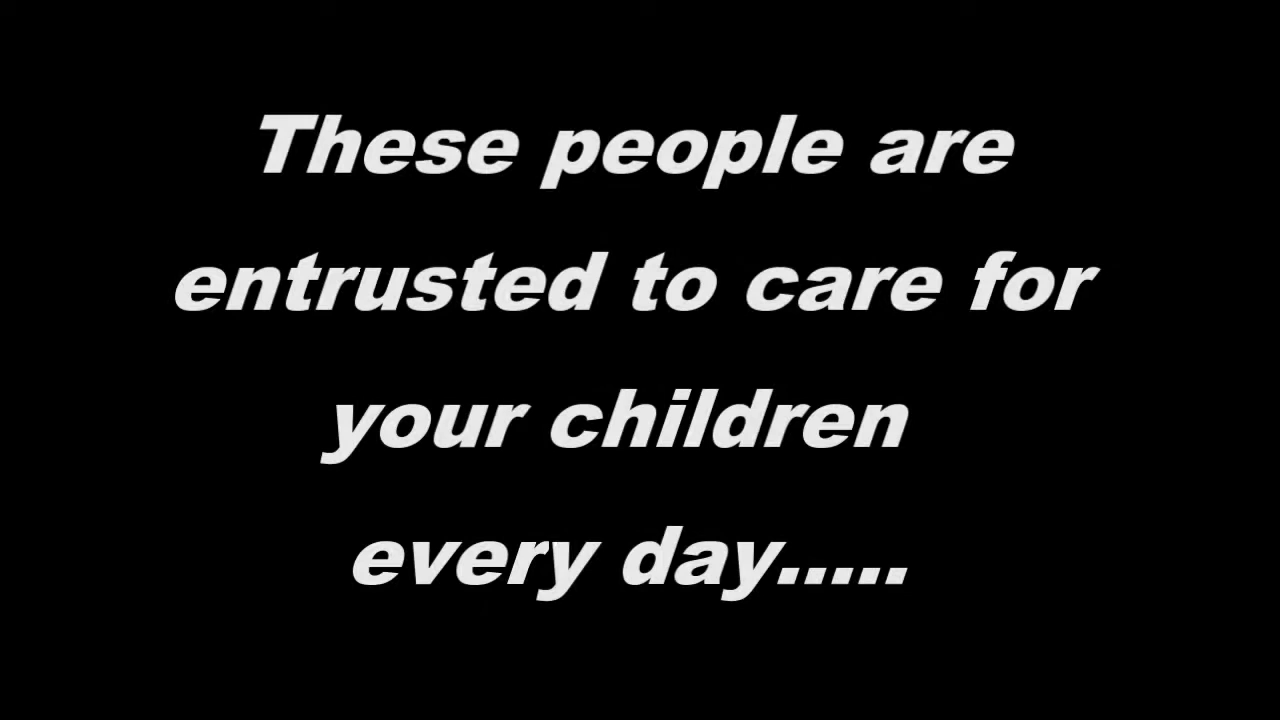 These people are
entrusted to care for
your children
every day.....